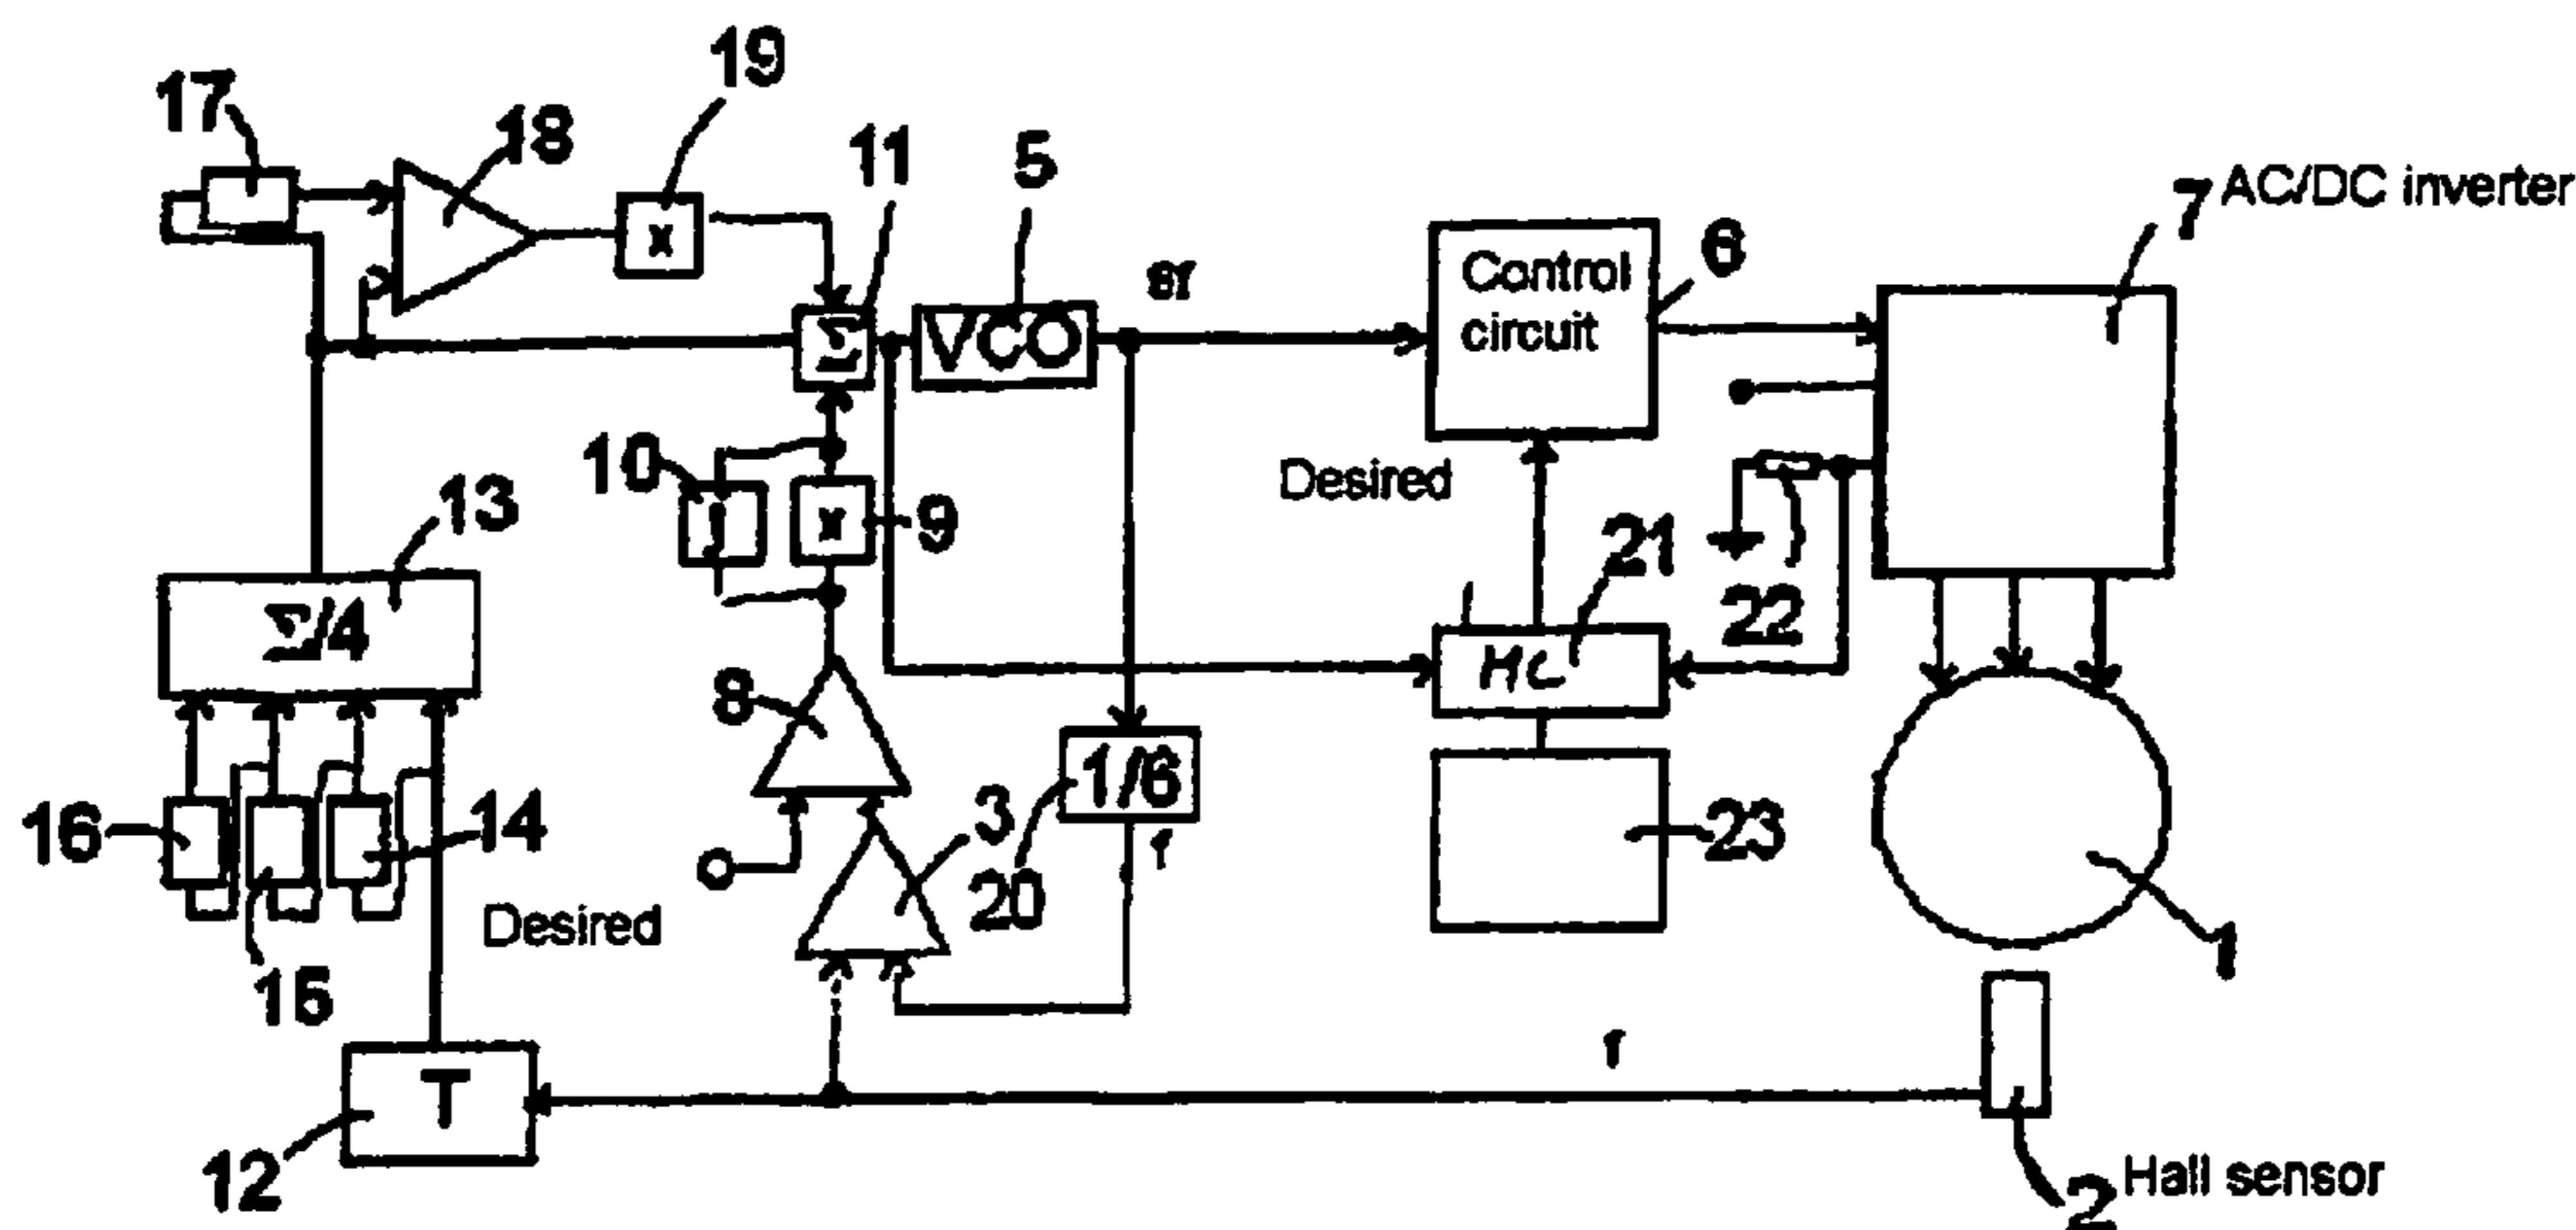 19
17
18
11
5
7 AC/DC inverter
6
Control
circuit
VCO
Σ
x
10
13
9
Desired
21
22
Σ/4
x
MC
8
1/6
3
16
14
20
f
23
15
Desired
1
f
T
12
2 Hall sensor